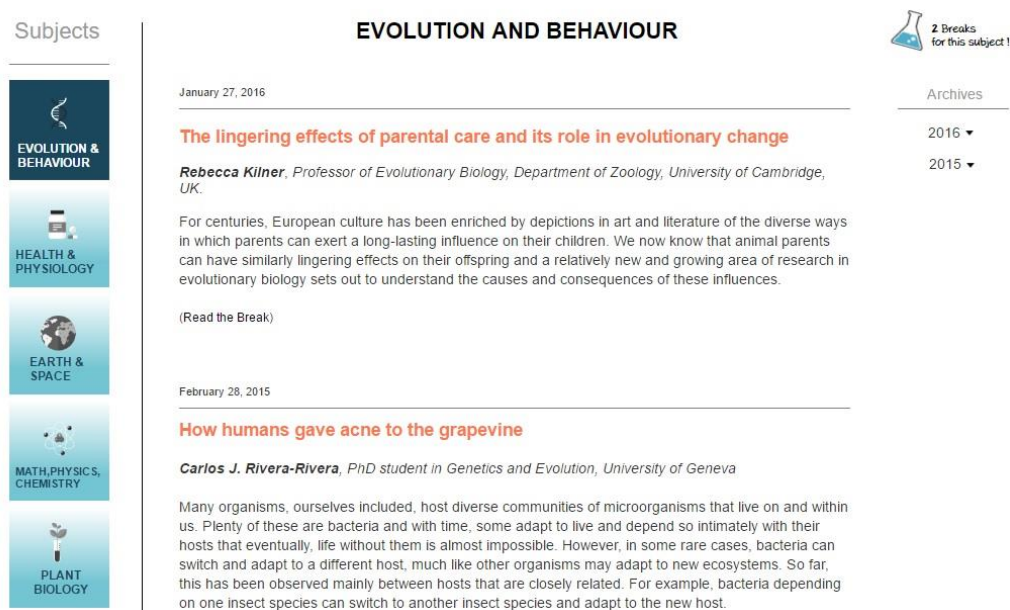 Subjects
EVOLUTION &
BEHAVIOUR
HEALTH &
PHYSIOLOGY
EARTH &
SPACE
MATH,PHYSICS,
CHEMISTRY
PLANT
BIOLOGY
EVOLUTION AND BEHAVIOUR
January 27, 2016
The lingering effects of parental care and its role in evolutionary change
Rebecca Kilner, Professor of Evolutionary Biology, Department of Zoology, University of Cambridge,
UK.
For centuries, European culture has been enriched by depictions in art and literature of the diverse ways
in which parents can exert a long-lasting influence on their children. We now know that animal parents
can have similarly lingering effects on their offspring and a relatively new and growing area of research in
evolutionary biology sets out to understand the causes and consequences of these influences.
(Read the Break)
February 28, 2015
How humans gave acne to the grapevine
Carlos J. Rivera-Rivera, PhD student in Genetics and Evolution, University of Geneva
Many organisms, ourselves included, host diverse communities of microorganisms that live on and within
us. Plenty of these are bacteria and with time, some adapt to live and depend so intimately with their
hosts that eventually, life without them is almost impossible. However, in some rare cases, bacteria can
switch and adapt to a different host, much like other organisms may adapt to new ecosystems. So far,
this has been observed mainly between hosts that are closely related. For example, bacteria depending
on one insect species can switch to another insect species and adapt to the new host.
2 Breaks
for this subject !
Archives
2016
2015